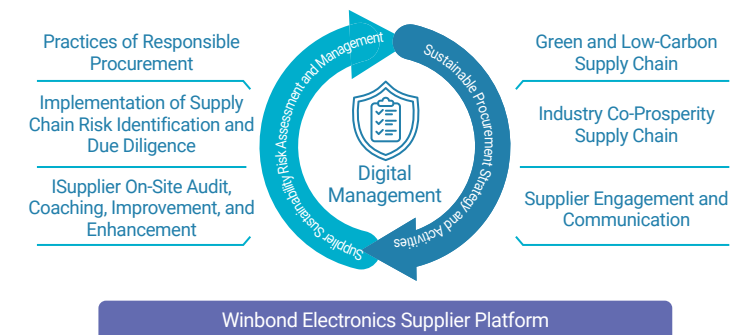 Practices of Responsible
Procurement
Implementation of Supply
Chain Risk Identification and
Due Diligence
ISupplier On-Site Audit,
Coaching, Improvement, and
Enhancement
Supplier Sustainability Risk Assessment and Management
Sustainable Procurement Strategy and Activities
Digital
Management
Green and Low-Carbon
Supply Chain
Industry Co-Prosperity
Supply Chain
Supplier Engagement and
Communication
Winbond Electronics Supplier Platform